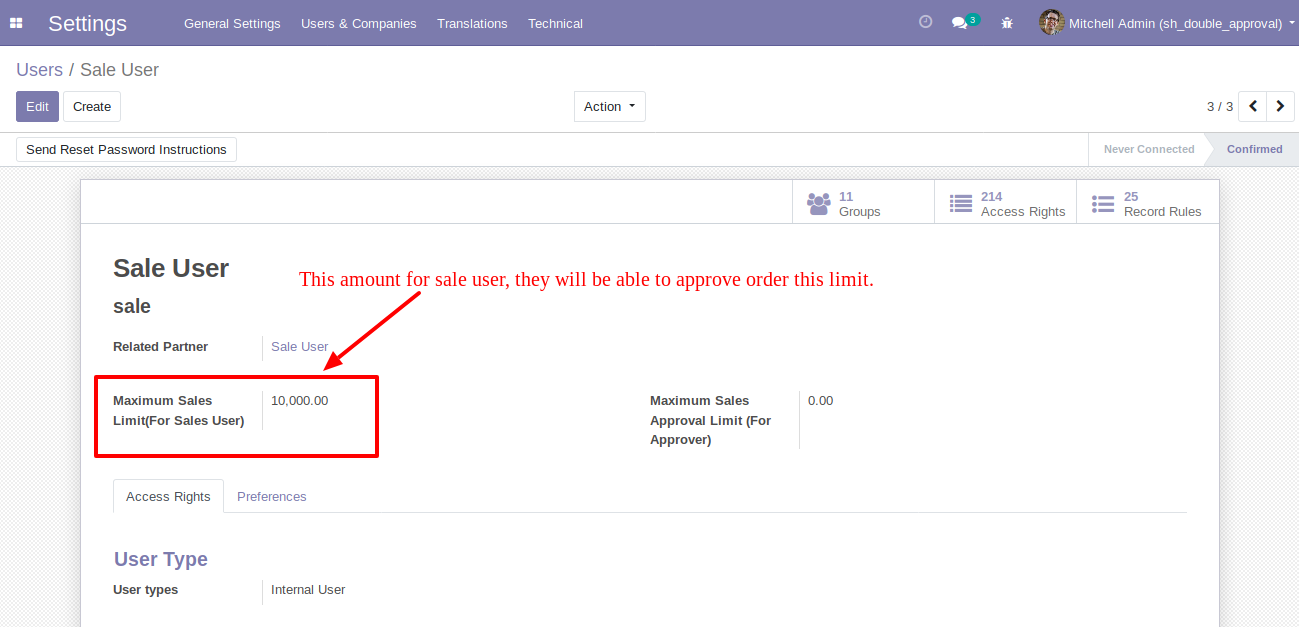 Settings General Settings Users & Companies Translations Technical 3 Mitchell Admin (sh_double_approval)
Users / Sale User
Edit Create Action 3 / 3
Send Reset Password Instructions Never Connected Confirmed
11 214 25
Groups Access Rights Record Rules
Sale User
This amount for sale user, they will be able to approve order this limit.
sale
Related Partner Sale User
Maximum Sales 10,000.00 Maximum Sales 0.00
Limit(For Sales User) Approval Limit (For
Approver)
Access Rights Preferences
User Type
User types Internal User